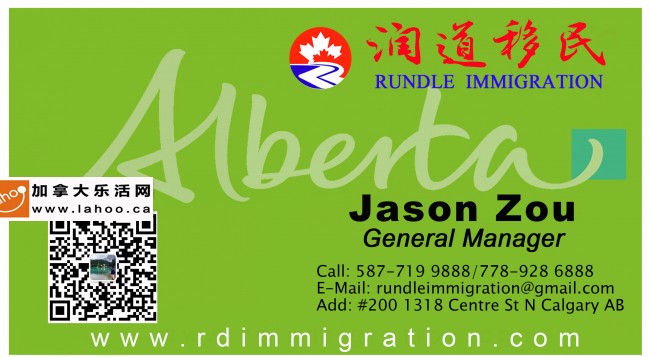 润道移民
RUNDLE IMMIGRATION
Alberta
加拿大乐活网
www.lahoo.ca
Jason Zou
General Manager
Call: 587-719 9888/778-928 6888
E-Mail: rundleimmigration@gmail.com
Add: #200 1318 Centre St N Calgary AB
www.rdimmigration.com